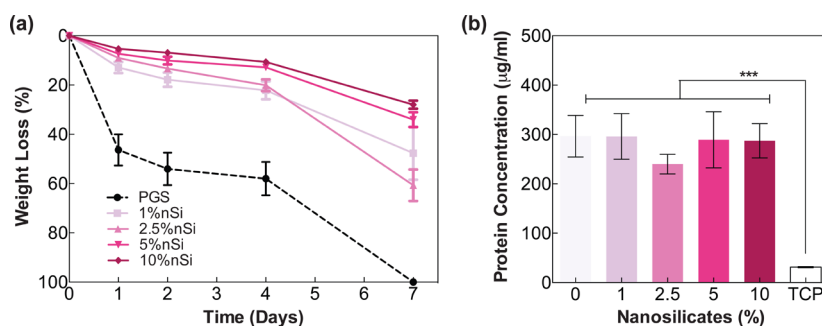 (a)
Weight Loss (%)
0
20
40
60
80
100
PGS
1%nSi
2.5%nSi
5%nSi
10%nSi
0 1 2 3 4 5 6 7
Time (Days)
(b)
Protein Concentration (μg/ml)
500
400
300
200
100
0
***
0 1 2.5 5 10 TCP
Nanosilicates (%)